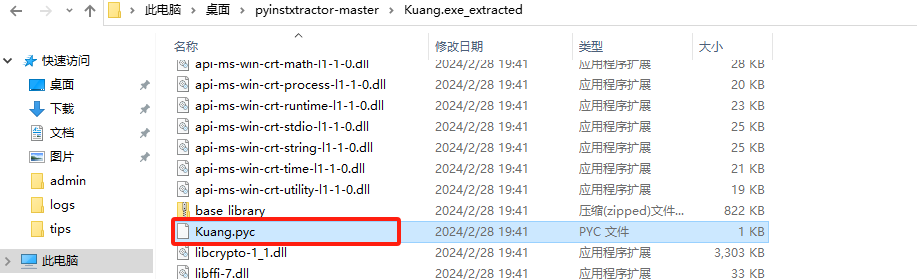 此电脑 > 桌面 > pyinstxtractor-master > Kuang.exe_extracted
名称 修改日期 类型 大小
快速访问
桌面
下载
文档
图片
admin
logs
tips
此电脑
api-ms-win-crt-math-l1-1-0.dll 2024/2/28 19:41 应用程序扩展 28 KB
api-ms-win-crt-process-l1-1-0.dll 2024/2/28 19:41 应用程序扩展 20 KB
api-ms-win-crt-runtime-l1-1-0.dll 2024/2/28 19:41 应用程序扩展 23 KB
api-ms-win-crt-stdio-l1-1-0.dll 2024/2/28 19:41 应用程序扩展 25 KB
api-ms-win-crt-string-l1-1-0.dll 2024/2/28 19:41 应用程序扩展 25 KB
api-ms-win-crt-time-l1-1-0.dll 2024/2/28 19:41 应用程序扩展 21 KB
api-ms-win-crt-utility-l1-1-0.dll 2024/2/28 19:41 应用程序扩展 19 KB
base_library 2024/2/28 19:41 压缩(zipped)文件... 822 KB
Kuang.pyc 2024/2/28 19:41 PYC 文件 1 KB
libcrypto-1_1.dll 2024/2/28 19:41 应用程序扩展 3,303 KB
libffi-7.dll 2024/2/28 19:41 应用程序扩展 33 KB